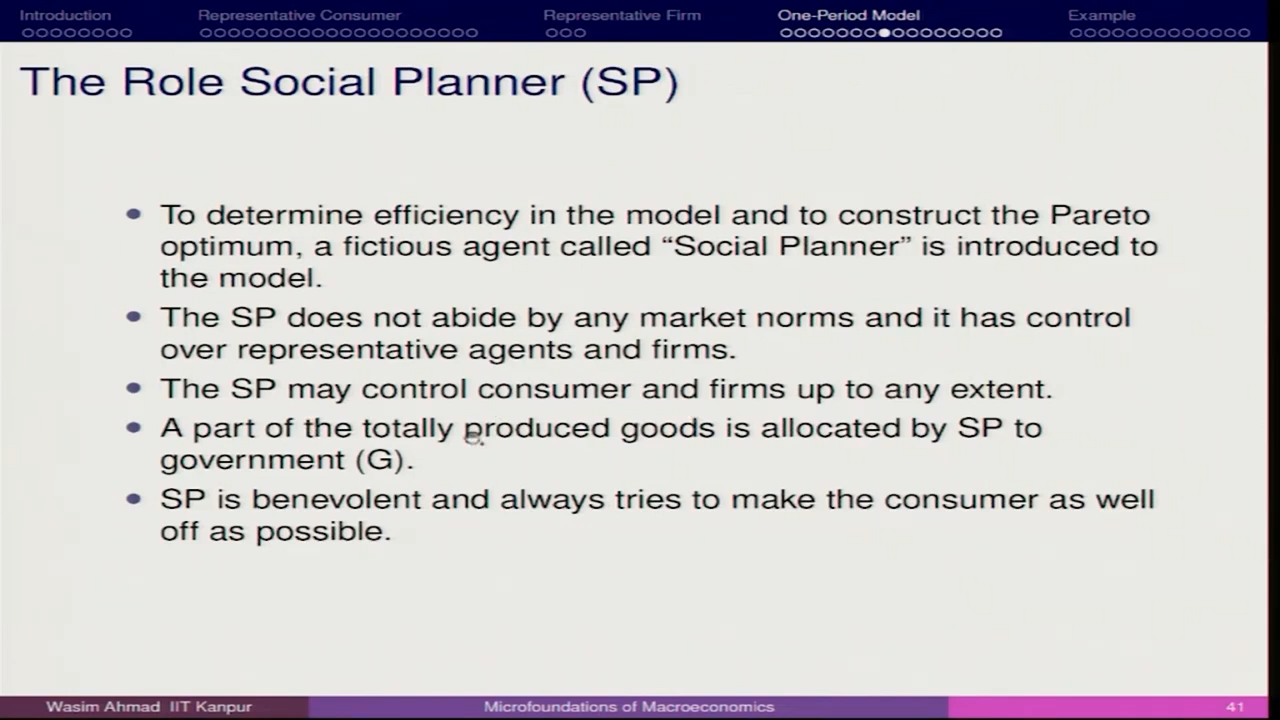 Introduction Representative Consumer Representative Firm One-Period Model Example
The Role Social Planner (SP)
To determine efficiency in the model and to construct the Pareto
optimum, a fictious agent called “Social Planner” is introduced to
the model.
The SP does not abide by any market norms and it has control
over representative agents and firms.
The SP may control consumer and firms up to any extent.
A part of the totally produced goods is allocated by SP to
government (G).
SP is benevolent and always tries to make the consumer as well
off as possible.
Wasim Ahmad IIT Kanpur Microfoundations of Macroeconomics 41